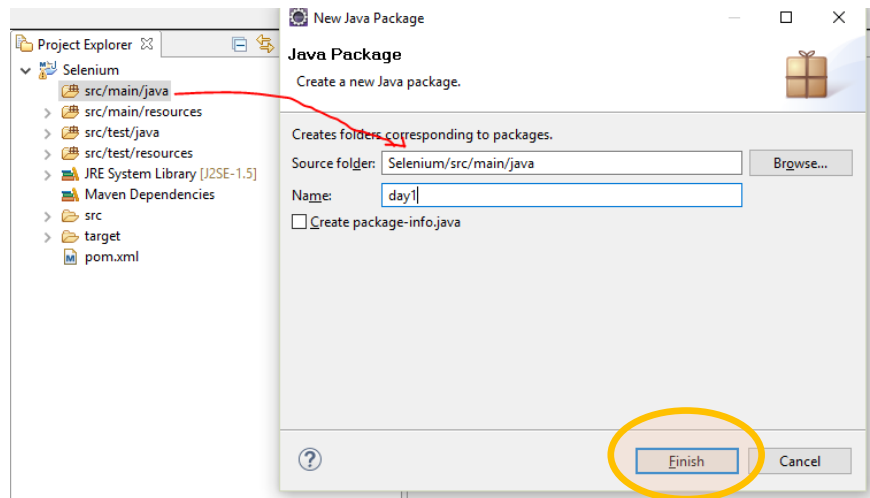 Project Explorer
Selenium
src/main/java
src/main/resources
src/test/java
src/test/resources
JRE System Library [J2SE-1.5]
Maven Dependencies
src
target
pom.xml
New Java Package
Java Package
Create a new Java package.
Creates folders corresponding to packages.
Source folder: Selenium/src/main/java Browse...
Name: day1
Create package-info.java
Finish Cancel